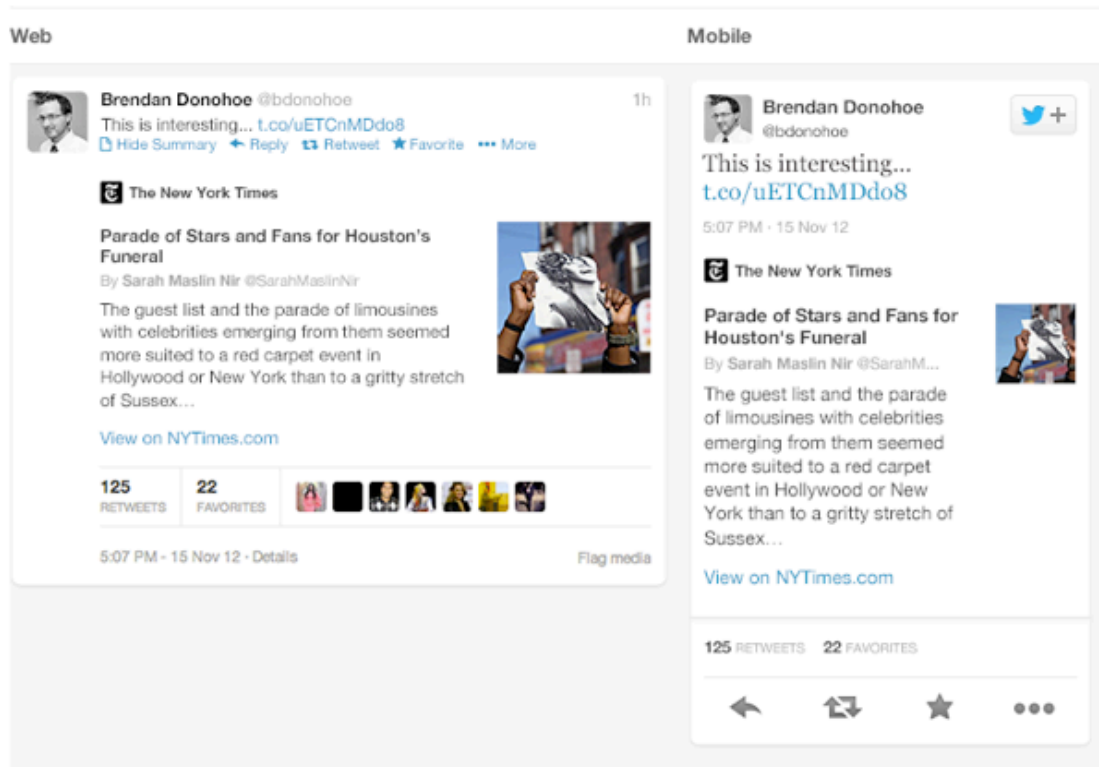 Web
Brendan Donohoe @bdonohoe 1h
This is interesting... t.co/uETCnMDdo8
Hide Summary Reply Retweet Favorite More
The New York Times
Parade of Stars and Fans for Houston's
Funeral
By Sarah Maslin Nir @SarahMaslinNir
The guest list and the parade of limousines
with celebrities emerging from them seemed
more suited to a red carpet event in
Hollywood or New York than to a gritty stretch
of Sussex...
View on NYTimes.com
125 22
RETWEETS FAVORITES
5:07 PM - 15 Nov 12 · Details Flag media
Mobile
Brendan Donohoe
@bdonohoe
This is interesting...
t.co/uETCnMDdo8
5:07 PM · 15 Nov 12
The New York Times
Parade of Stars and Fans for
Houston's Funeral
By Sarah Maslin Nir @SarahM...
The guest list and the parade
of limousines with celebrities
emerging from them seemed
more suited to a red carpet
event in Hollywood or New
York than to a gritty stretch of
Sussex...
View on NYTimes.com
125 RETWEETS 22 FAVORITES